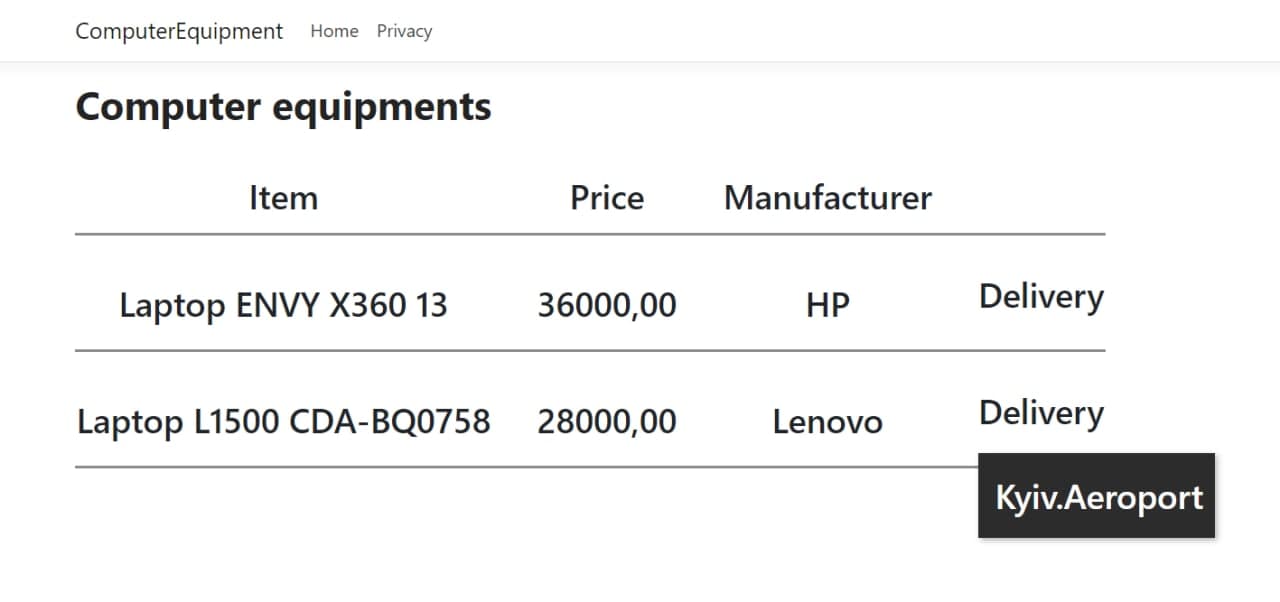 ComputerEquipment Home Privacy
Computer equipments
Item Price Manufacturer
Laptop ENVY X360 13 36000,00 HP Delivery
Laptop L1500 CDA-BQ0758 28000,00 Lenovo Delivery
Kyiv.Aeroport